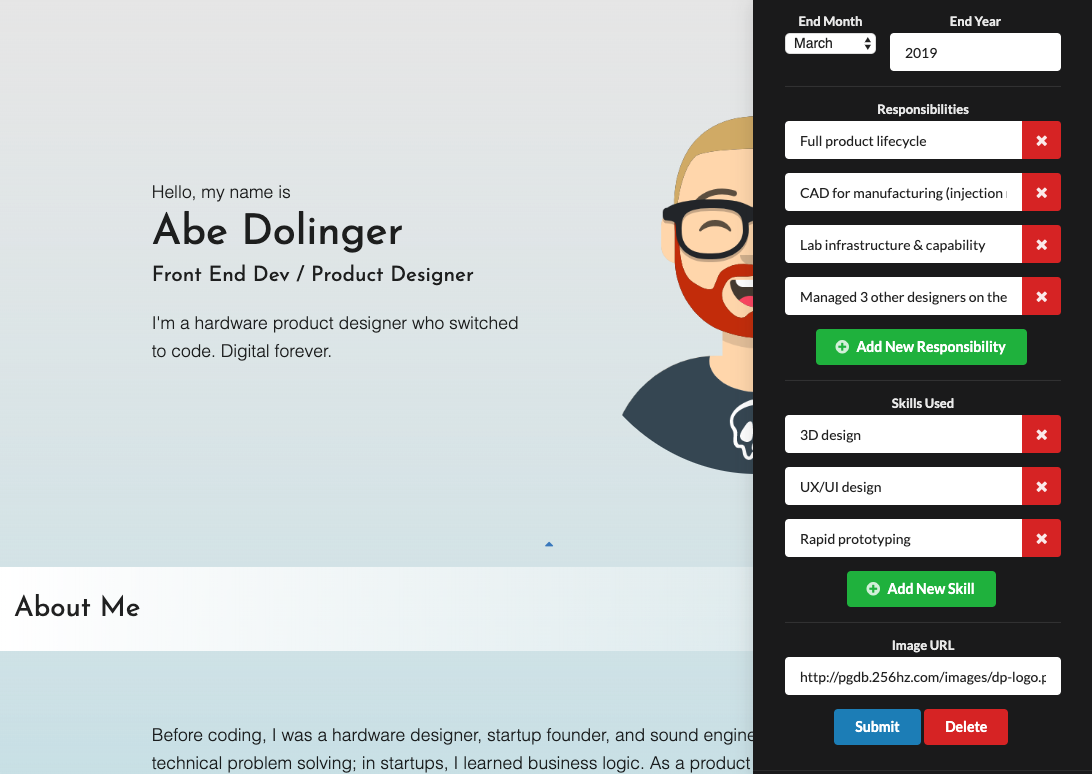 Hello, my name is
Abe Dolinger
Front End Dev / Product Designer
I'm a hardware product designer who switched
to code. Digital forever.
About Me
Before coding, I was a hardware designer, startup founder, and sound engine
technical problem solving; in startups, I learned business logic. As a product
End Month
End Year
March
2019
Responsibilities
Full product lifecycle
CAD for manufacturing (injection
Lab infrastructure & capability
Managed 3 other designers on the
Add New Responsibility
Skills Used
3D design
UX/UI design
Rapid prototyping
Add New Skill
Image URL
http://pgdb.256hz.com/images/dp-logo.p
Submit
Delete